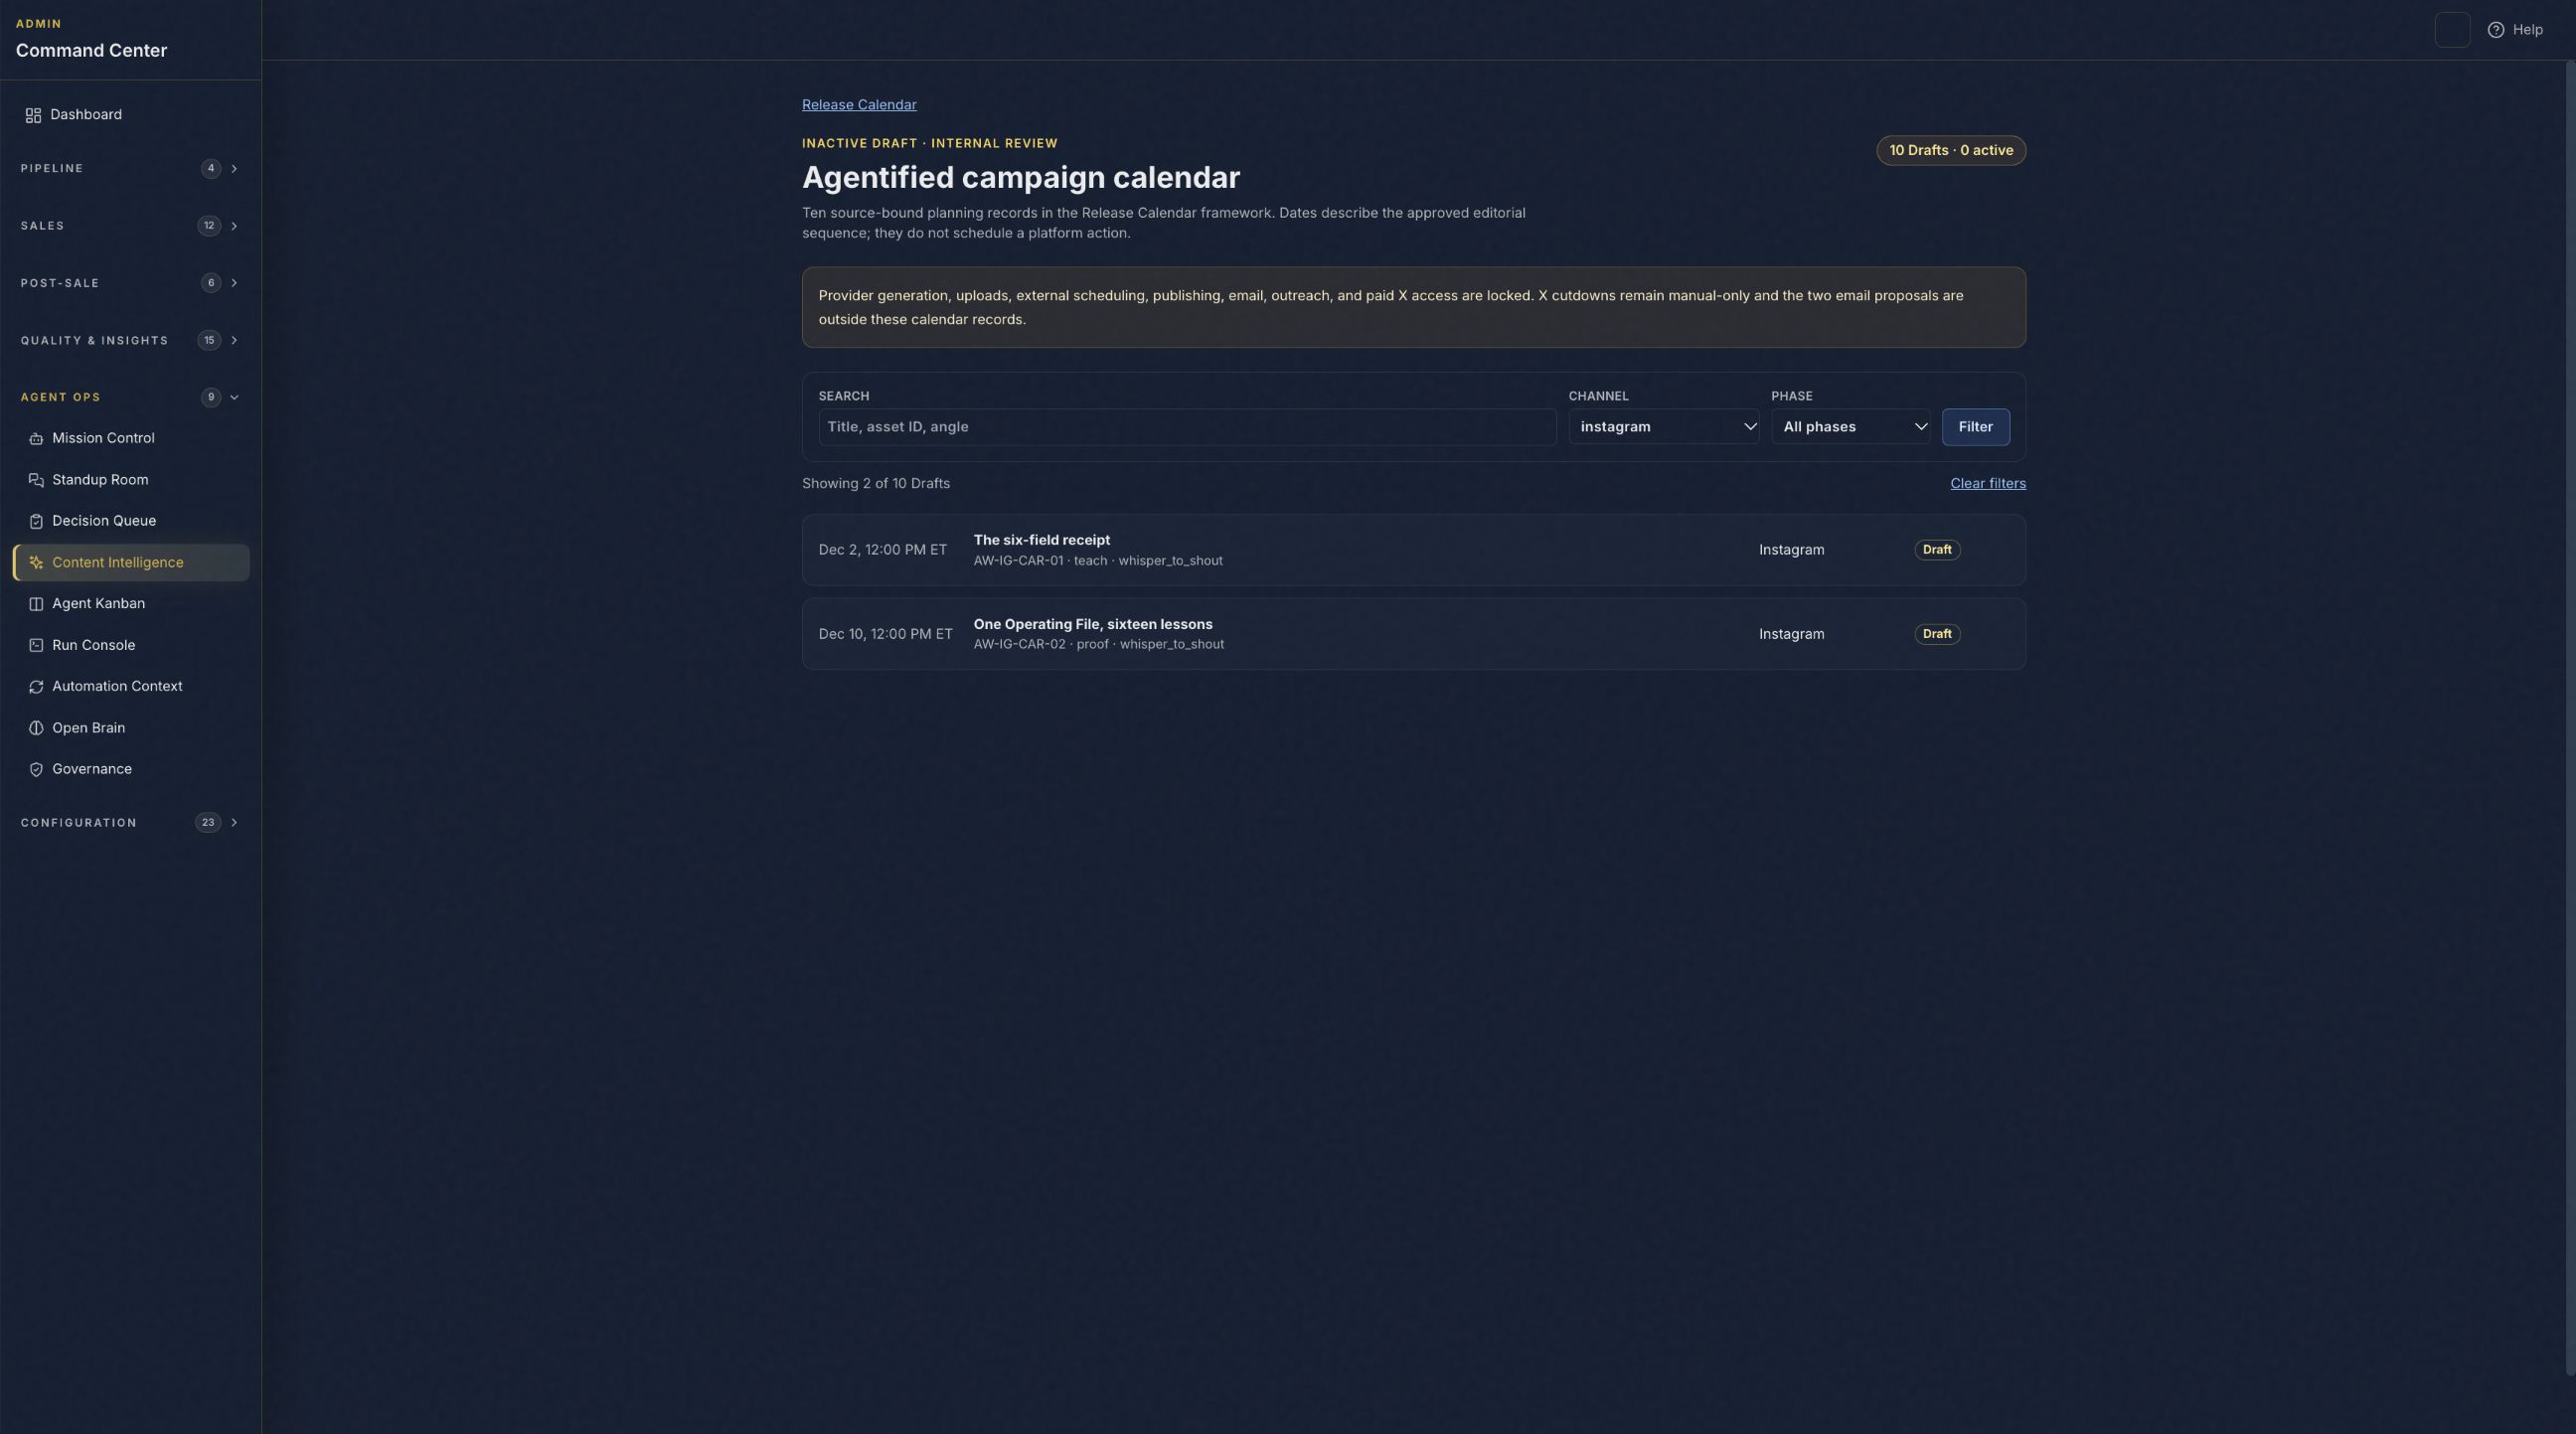 ADMIN
Command Center
Dashboard
PIPELINE 4
SALES 12
POST-SALE 6
QUALITY & INSIGHTS 15
AGENT OPS 9
Mission Control
Standup Room
Decision Queue
Content Intelligence
Agent Kanban
Run Console
Automation Context
Open Brain
Governance
CONFIGURATION 23
Help
Release Calendar
INACTIVE DRAFT · INTERNAL REVIEW
10 Drafts · 0 active
Agentified campaign calendar
Ten source-bound planning records in the Release Calendar framework. Dates describe the approved editorial
sequence; they do not schedule a platform action.
Provider generation, uploads, external scheduling, publishing, email, outreach, and paid X access are locked. X cutdowns remain manual-only and the two email proposals are
outside these calendar records.
SEARCH CHANNEL PHASE
Title, asset ID, angle instagram All phases Filter
Showing 2 of 10 Drafts Clear filters
Dec 2, 12:00 PM ET The six-field receipt Instagram Draft
AW-IG-CAR-01 · teach · whisper_to_shout
Dec 10, 12:00 PM ET One Operating File, sixteen lessons Instagram Draft
AW-IG-CAR-02 · proof · whisper_to_shout